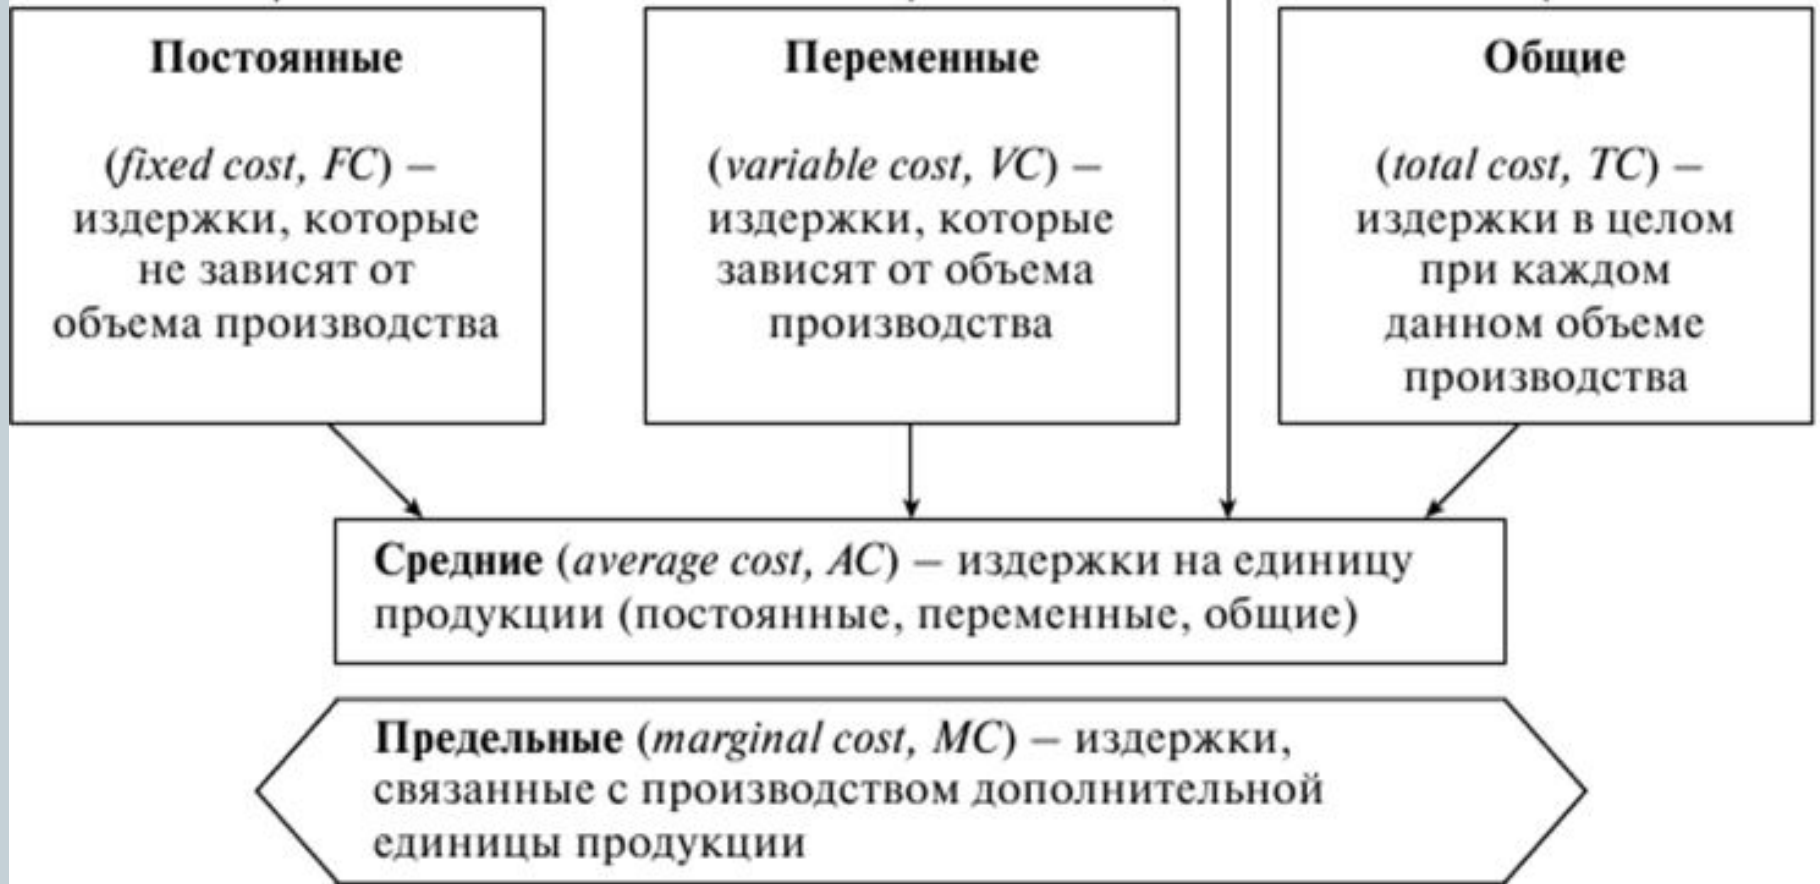 Постоянные
(fixed cost, FC) –
издержки, которые
не зависят от
объема производства
Переменные
(variable cost, VC) –
издержки, которые
зависят от объема
производства
Общие
(total cost, TC) –
издержки в целом
при каждом
данном объеме
производства
Средние (average cost, AC) – издержки на единицу
продукции (постоянные, переменные, общие)
Предельные (marginal cost, MC) – издержки,
связанные с производством дополнительной
единицы продукции